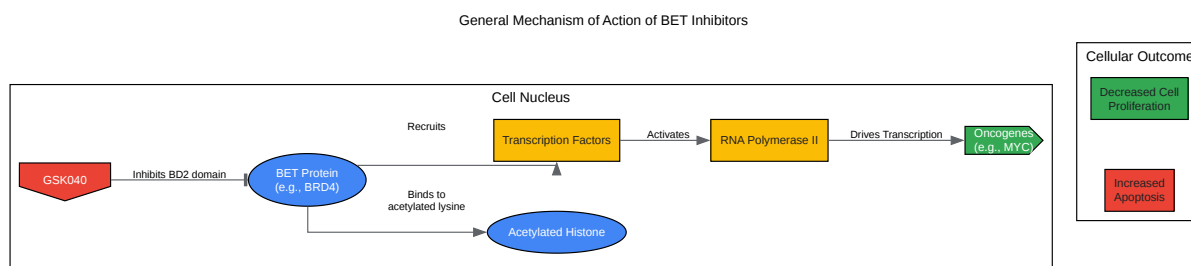 General Mechanism of Action of BET Inhibitors
Cell Nucleus
GSK040
Inhibits BD2 domain
BET Protein
(e.g., BRD4)
Recruits
Binds to
acetylated lysine
Transcription Factors
Acetylated Histone
Activates
RNA Polymerase II
Drives Transcription
Oncogenes
(e.g., MYC)
Cellular Outcome
Decreased Cell
Proliferation
Increased
Apoptosis